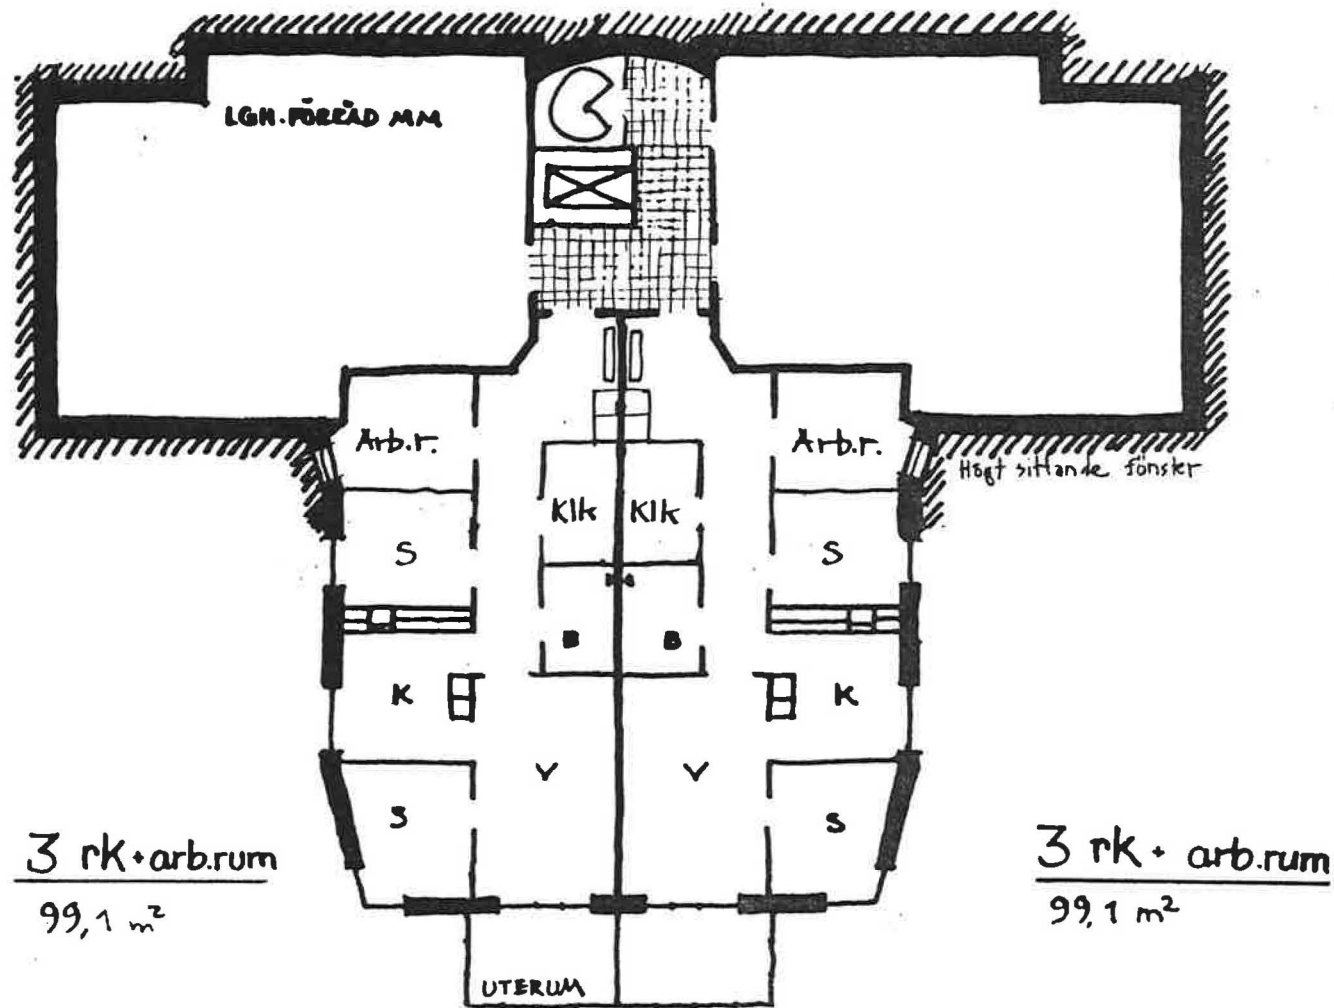 LGH. FÖRRÅD MM
Arb.r.
Arb.r.
Högt sittande fönster
Klk
Klk
S
S
B
B
K
K
V
V
S
S
3 rk + arb.rum
99,1 m²
3 rk + arb.rum
99,1 m²
UTERUM